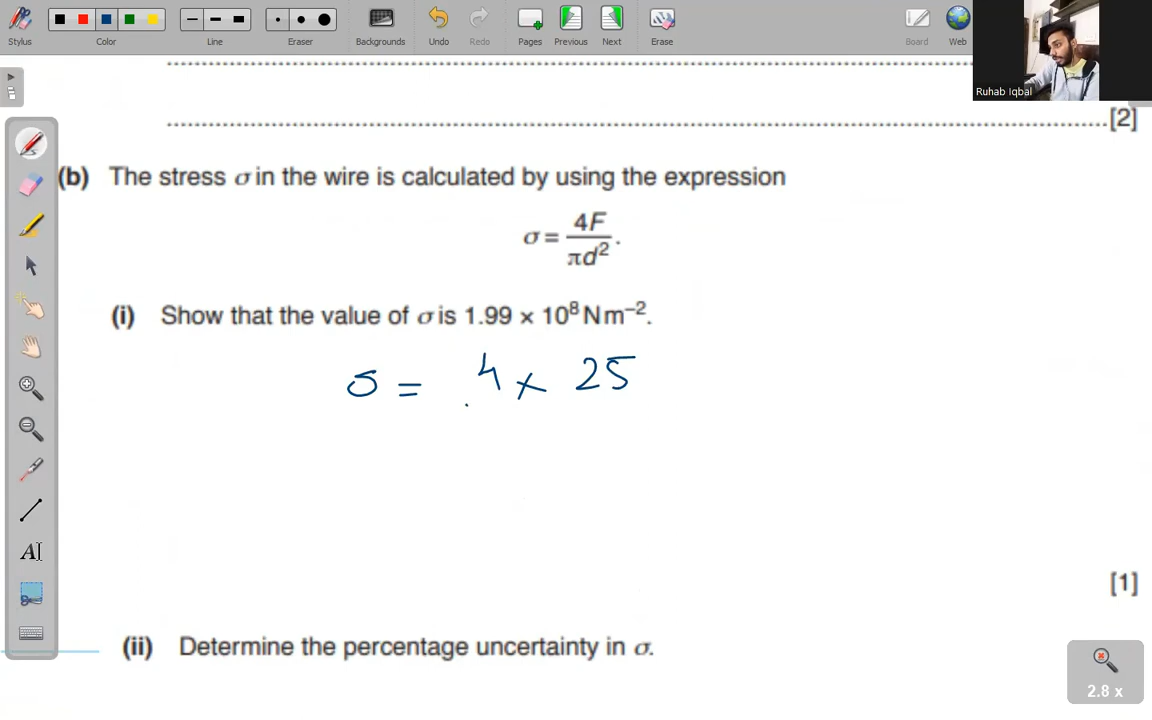 Stylus
Color
Line
Eraser
Backgrounds
Undo
Redo
Pages
Previous
Next
Erase
Board
Web
Ruhab Iqbal
[2]
(b) The stress σ in the wire is calculated by using the expression
σ = 4F / πd².
(i) Show that the value of σ is 1.99 × 10⁸ N m⁻².
σ = 4 × 25
[1]
(ii) Determine the percentage uncertainty in σ.
2.8 x